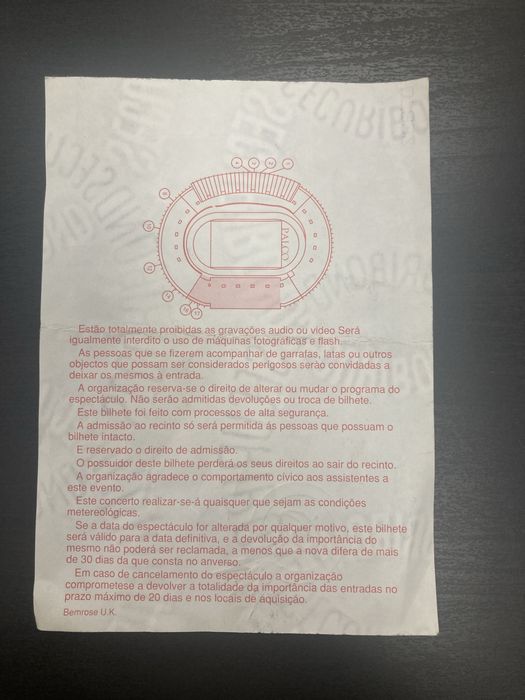 PALCO
Estão totalmente proibidas as gravações audio ou video Será
igualmente interdito o uso de máquinas fotográficas e flash.
As pessoas que se fizerem acompanhar de garrafas, latas ou outros
objectos que possam ser considerados perigosos serão convidadas a
deixar os mesmos à entrada.
A organização reserva-se o direito de alterar ou mudar o programa do
espectáculo. Não serão admitidas devoluções ou troca de bilhete.
Este bilhete foi feito com processos de alta segurança.
A admissão ao recinto só será permitida ás pessoas que possuam o
bilhete intacto.
E reservado o direito de admissão.
O possuidor deste bilhete perderá os seus direitos ao sair do recinto.
A organização agradece o comportamento cívico aos assistentes a
este evento.
Este concerto realizar-se-á quaisquer que sejam as condições
metereológicas.
Se a data do espectáculo for alterada por qualquer motivo, este bilhete
será válido para a data definitiva, e a devolução da importância do
mesmo não poderá ser reclamada, a menos que a nova difera de mais
de 30 dias da que consta no anverso.
Em caso de cancelamento do espectáculo a organização
comprometese a devolver a totalidade da importância das entradas no
prazo máximo de 20 dias e nos locais de áquisição.
Bemrose U.K.